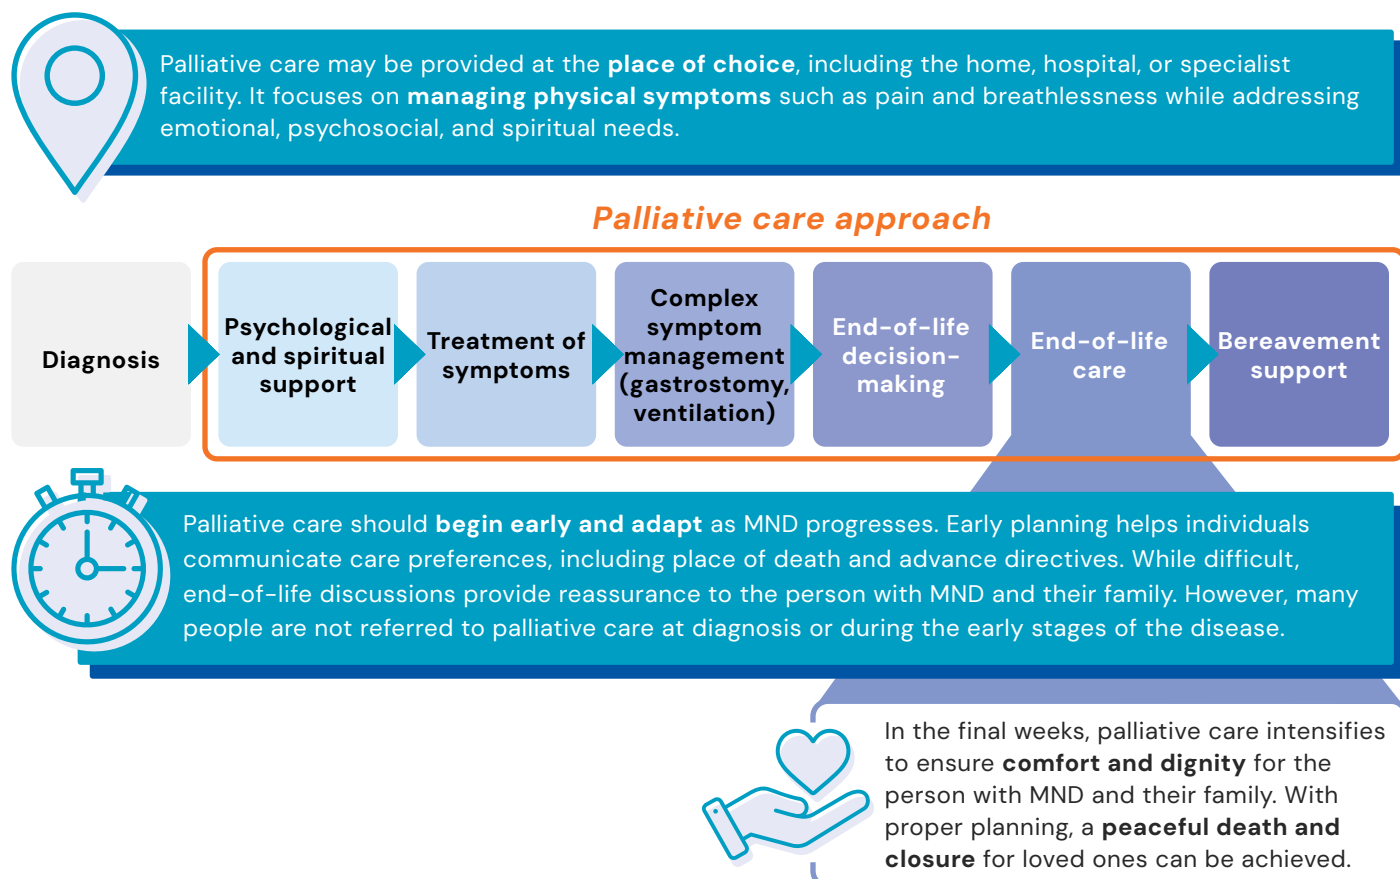 Palliative care may be provided at the place of choice, including the home, hospital, or specialist
facility. It focuses on managing physical symptoms such as pain and breathlessness while addressing
emotional, psychosocial, and spiritual needs.
Palliative care approach
Diagnosis
Psychological
and spiritual
support
Treatment of
symptoms
Complex
symptom
management
(gastrostomy,
ventilation)
End-of-life
decision-
making
End-of-life
care
Bereavement
support
Palliative care should begin early and adapt as MND progresses. Early planning helps individuals
communicate care preferences, including place of death and advance directives. While difficult,
end-of-life discussions provide reassurance to the person with MND and their family. However, many
people are not referred to palliative care at diagnosis or during the early stages of the disease.
In the final weeks, palliative care intensifies
to ensure comfort and dignity for the
person with MND and their family. With
proper planning, a peaceful death and
closure for loved ones can be achieved.